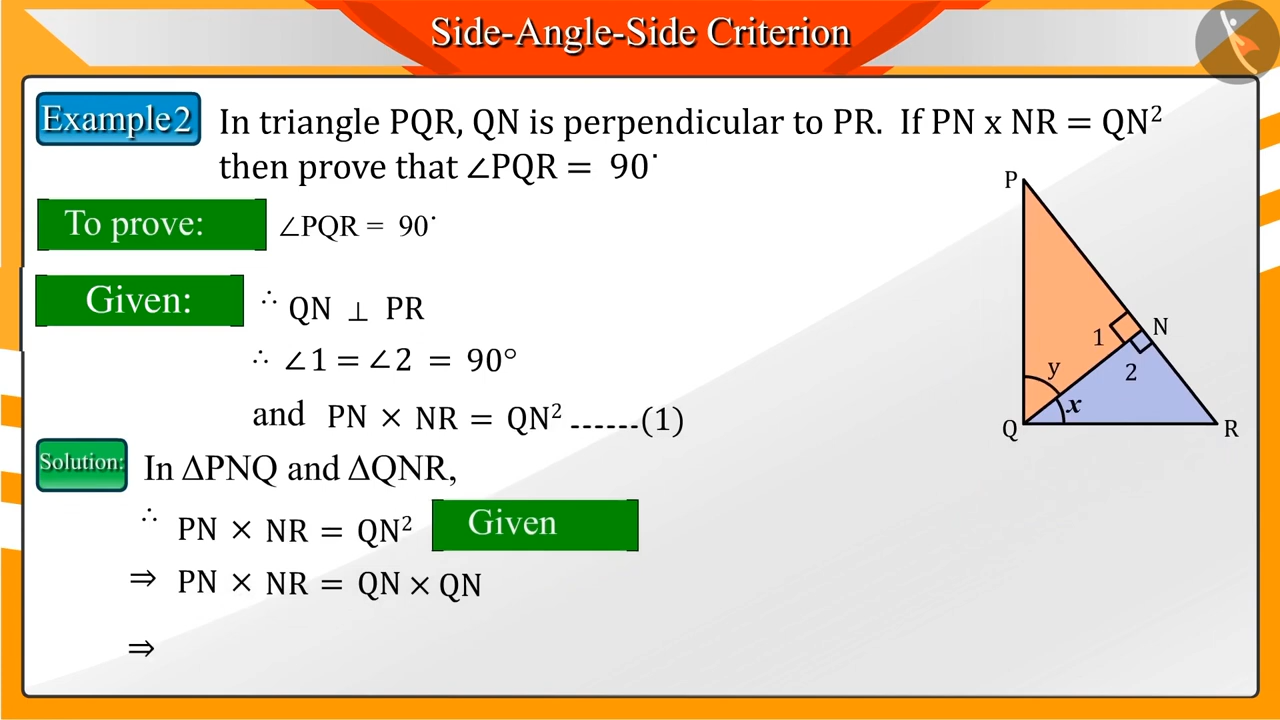 Side-Angle-Side Criterion
Example2 In triangle PQR, QN is perpendicular to PR. If PN x NR = QN²
then prove that ∠PQR = 90˙
To prove: ∠PQR = 90˙
Given: ∴ QN ⊥ PR
∴ ∠1 = ∠2 = 90°
and PN × NR = QN² ------(1)
Solution: In ΔPNQ and ΔQNR,
∴ PN × NR = QN² Given
⇒ PN × NR = QN × QN
⇒
P
N
1
2
y
x
Q
R